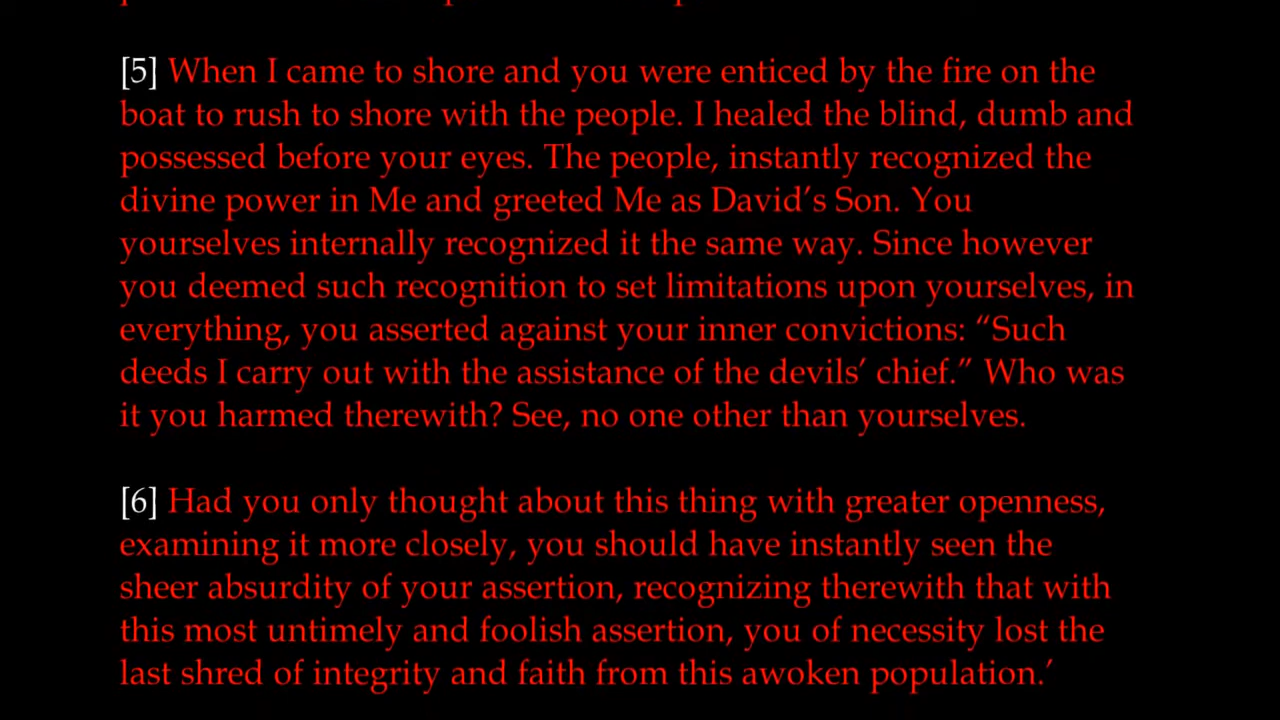 [5] When I came to shore and you were enticed by the fire on the
boat to rush to shore with the people. I healed the blind, dumb and
possessed before your eyes. The people, instantly recognized the
divine power in Me and greeted Me as David’s Son. You
yourselves internally recognized it the same way. Since however
you deemed such recognition to set limitations upon yourselves, in
everything, you asserted against your inner convictions: “Such
deeds I carry out with the assistance of the devils’ chief.” Who was
it you harmed therewith? See, no one other than yourselves.
[6] Had you only thought about this thing with greater openness,
examining it more closely, you should have instantly seen the
sheer absurdity of your assertion, recognizing therewith that with
this most untimely and foolish assertion, you of necessity lost the
last shred of integrity and faith from this awoken population.’